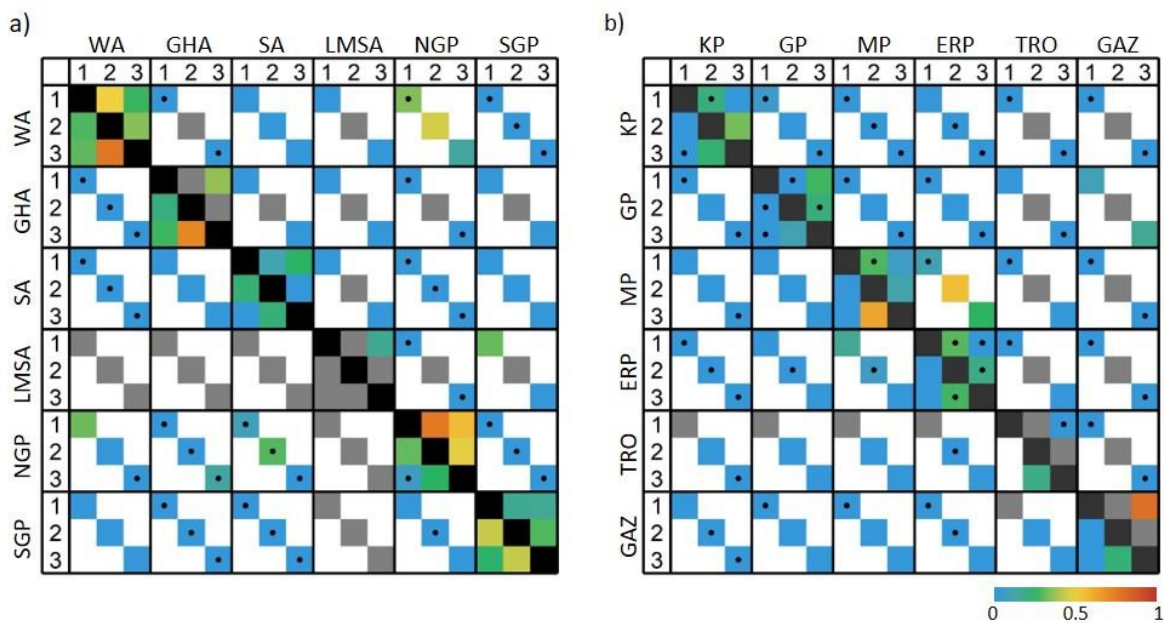 a)
WA GHA SA LMSA NGP SGP
1 2 3 1 2 3 1 2 3 1 2 3 1 2 3 1 2 3
WA
1
2
3
GHA
1
2
3
SA
1
2
3
LMSA
1
2
3
NGP
1
2
3
SGP
1
2
3
b)
KP GP MP ERP TRO GAZ
1 2 3 1 2 3 1 2 3 1 2 3 1 2 3 1 2 3
KP
1
2
3
GP
1
2
3
MP
1
2
3
ERP
1
2
3
TRO
1
2
3
GAZ
1
2
3
0 0.5 1